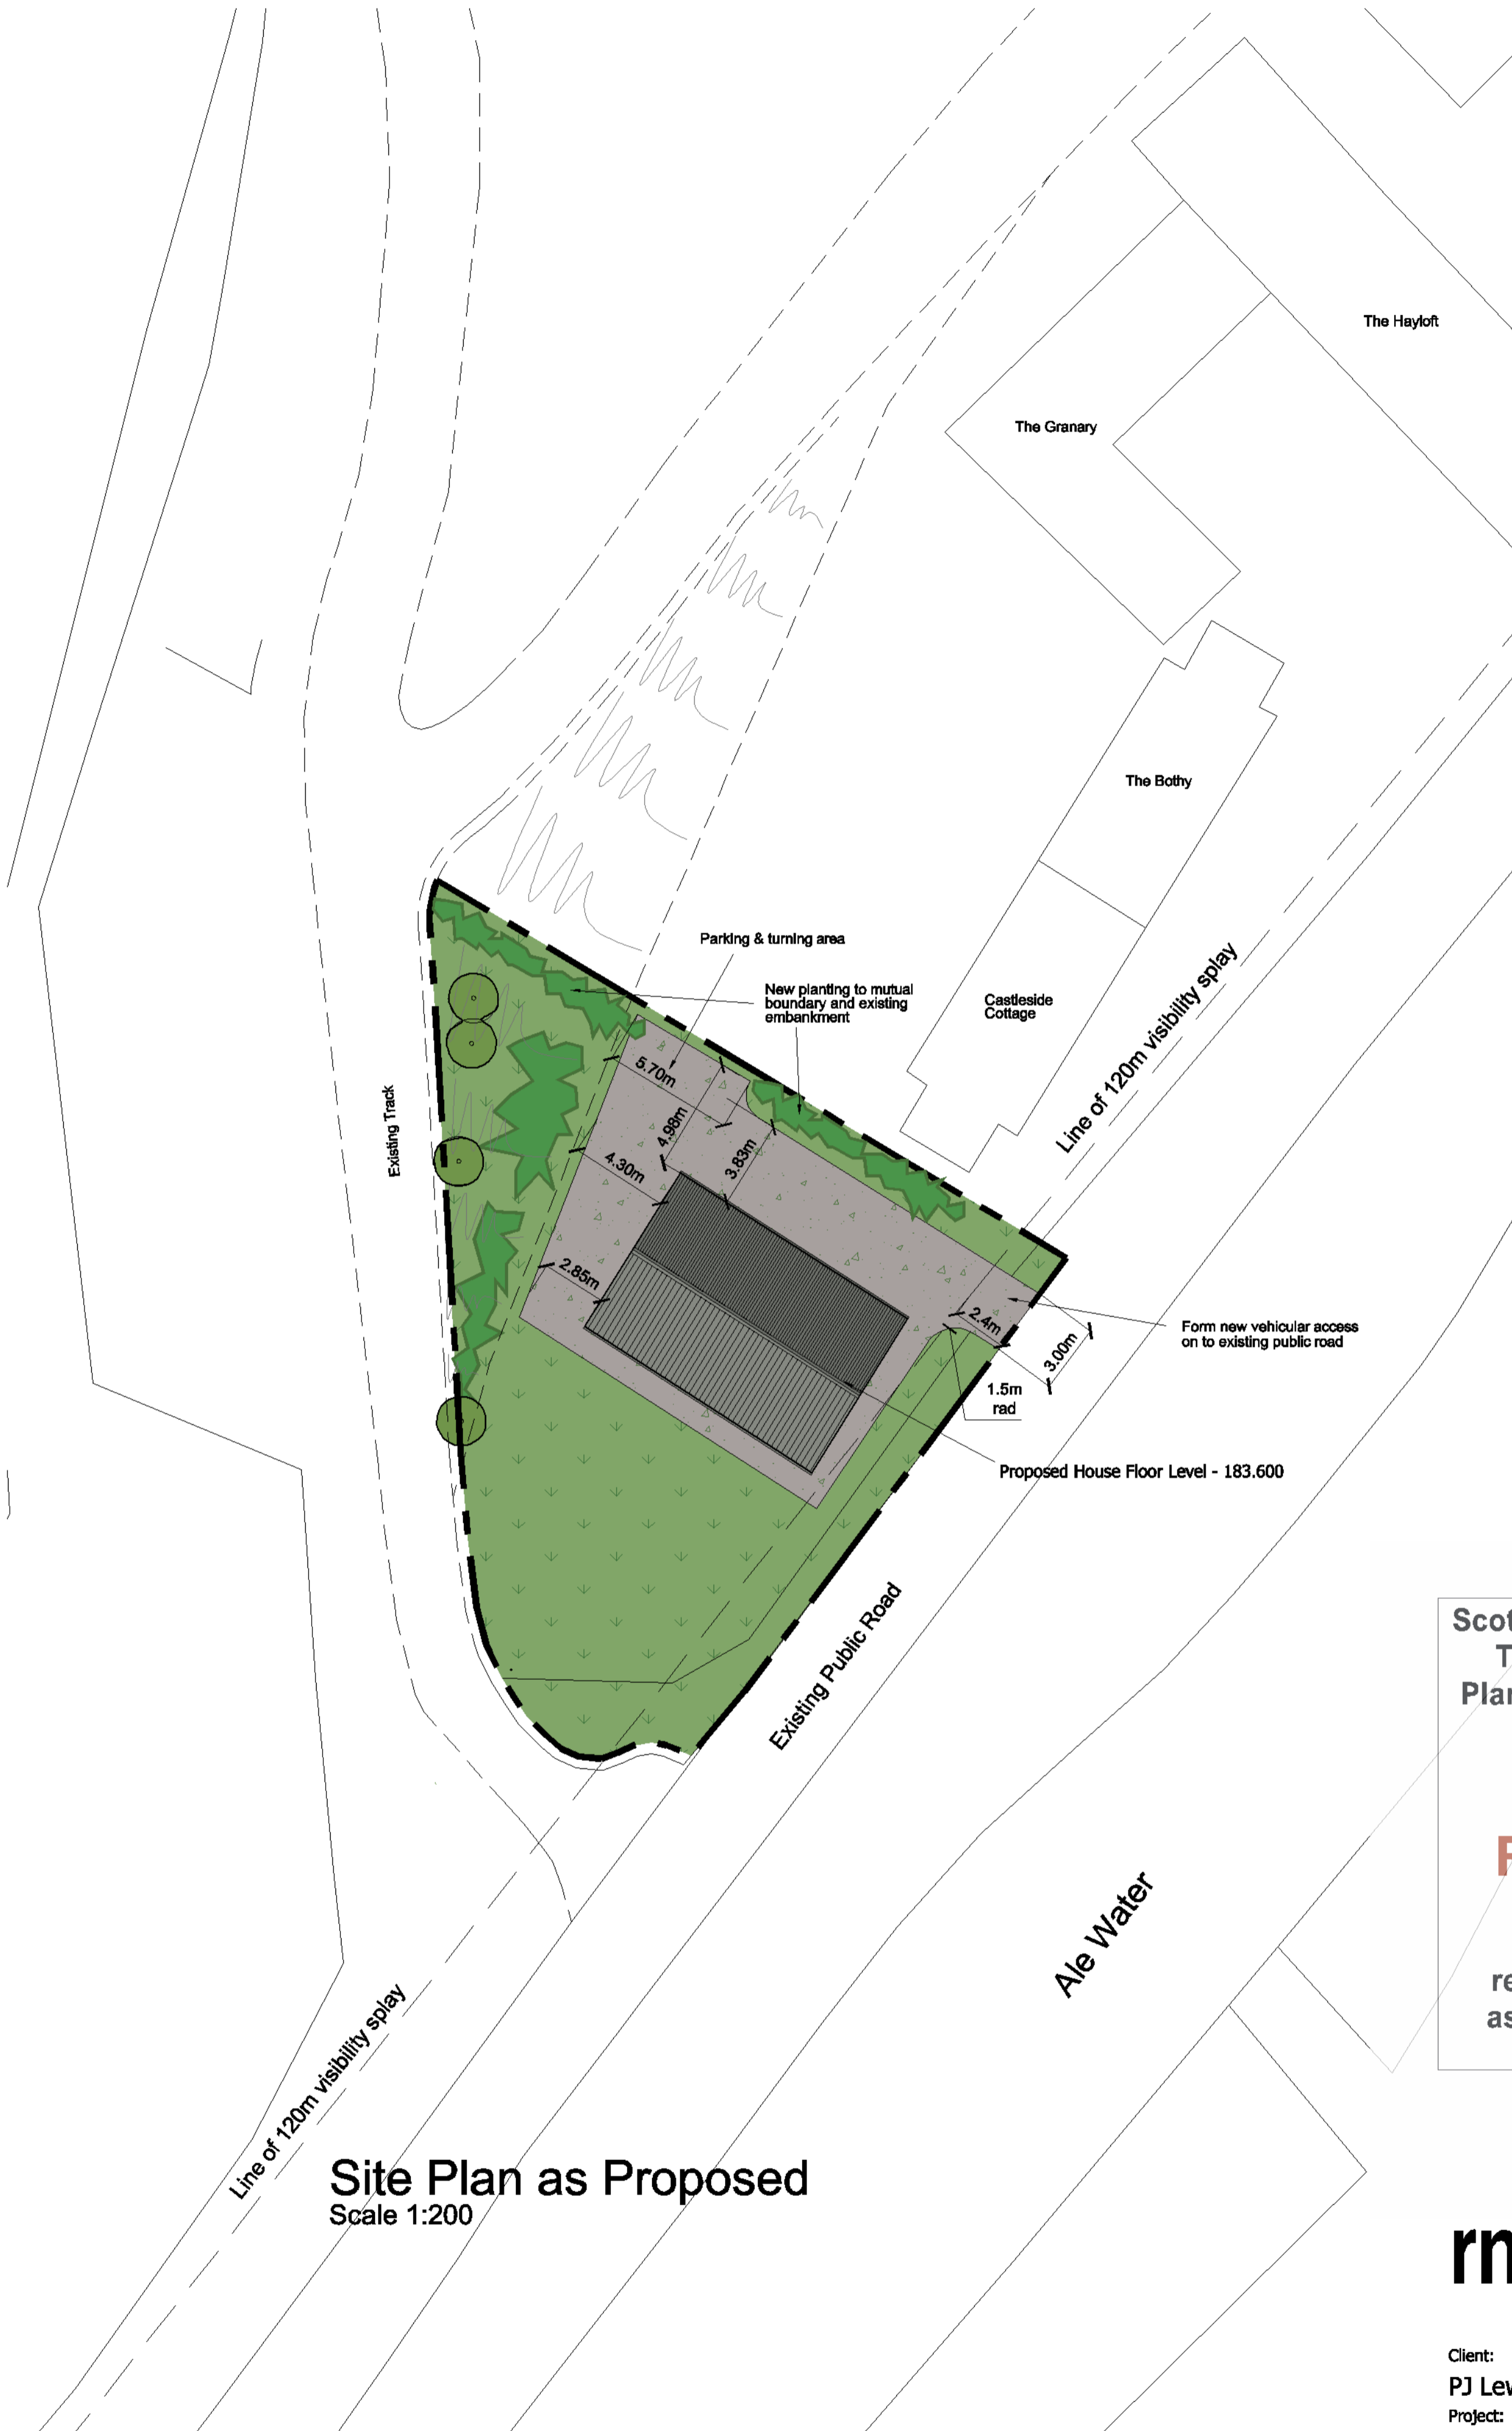 The Hayloft
The Granary
The Bothy
Parking & turning area
New planting to mutual
boundary and existing
embankment
Castleside
Cottage
Line of 120m visibility splay
5.70m
4.98m
3.83m
4.30m
Existing Track
2.85m
2.4m
3.00m
Form new vehicular access
on to existing public road
1.5m
rad
Proposed House Floor Level - 183.600
Existing Public Road
Ale Water
Line of 120m visibility splay
Site Plan as Proposed
Scale 1:200
Client:
Project:
PJ